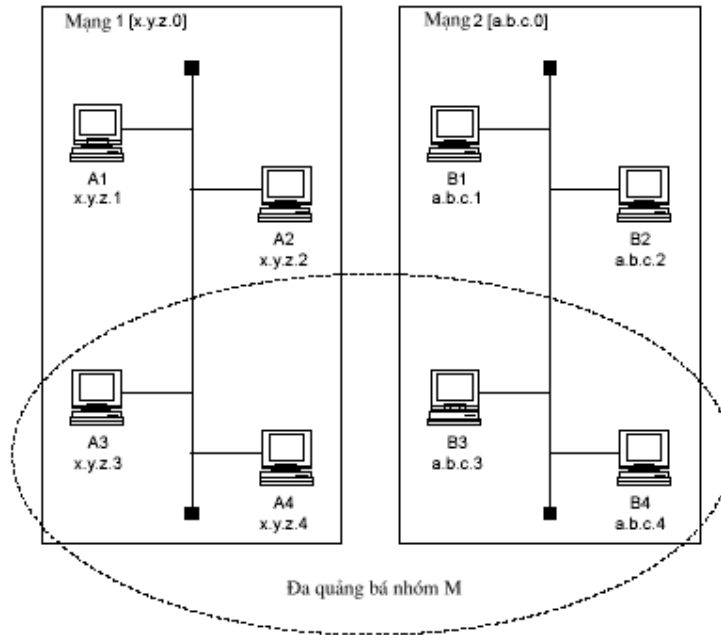 Mạng 1 [x.y.z.0]
A1
x.y.z.1
A2
x.y.z.2
A3
x.y.z.3
A4
x.y.z.4
Mạng 2 [a.b.c.0]
B1
a.b.c.1
B2
a.b.c.2
B3
a.b.c.3
B4
a.b.c.4
Đa quảng bá nhóm M